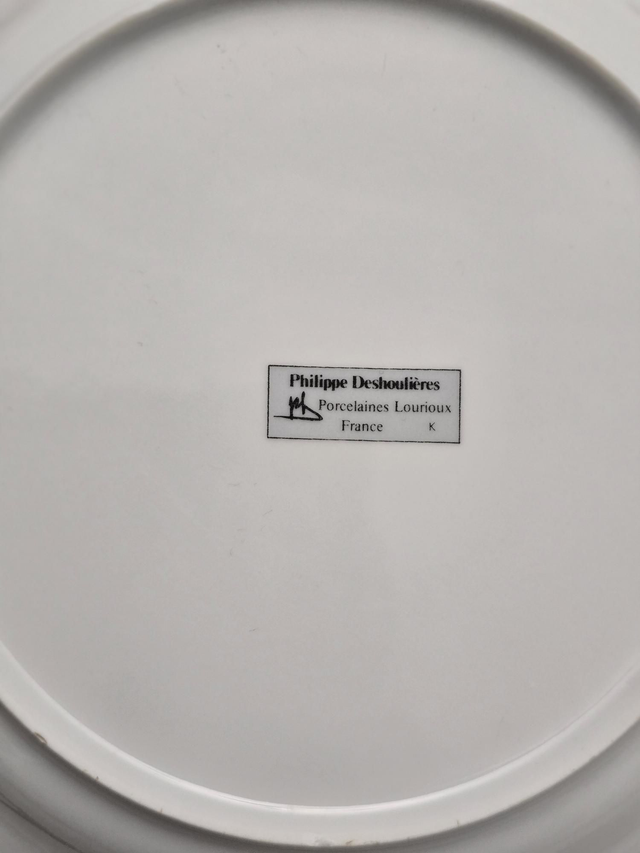 Philippe Deshoulières
Porcelaines Lourioux
France K